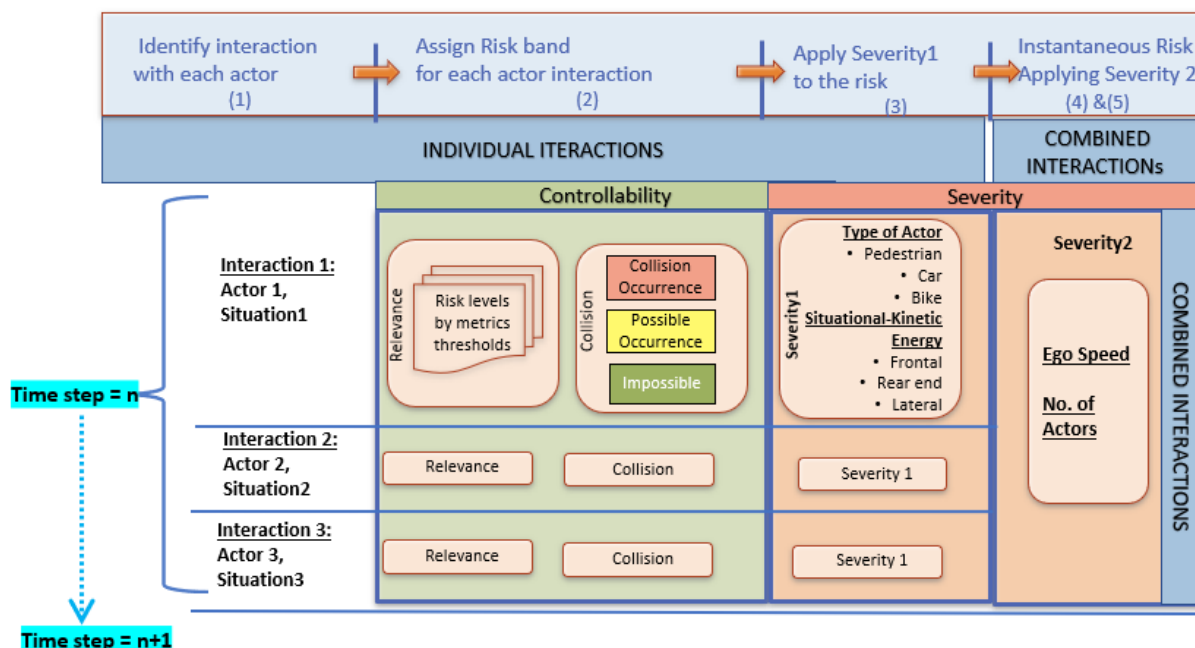 Identify interaction
with each actor
(1)
Assign Risk band
for each actor interaction
(2)
Apply Severity1
to the risk
(3)
Instantaneous Risk
Applying Severity 2
(4) &(5)
INDIVIDUAL ITERACTIONS
COMBINED
INTERACTIONs
Controllability
Severity
Time step = n
Interaction 1:
Actor 1,
Situation1
Relevance
Risk levels
by metrics
thresholds
Collision
Collision
Occurrence
Possible
Occurrence
Impossible
Severity1
Type of Actor
• Pedestrian
• Car
• Bike
Situational-Kinetic
Energy
• Frontal
• Rear end
• Lateral
Severity2
Ego Speed
No. of
Actors
COMBINED INTERACTIONS
Interaction 2:
Actor 2,
Situation2
Relevance
Collision
Severity 1
Interaction 3:
Actor 3,
Situation3
Relevance
Collision
Severity 1
Time step = n+1